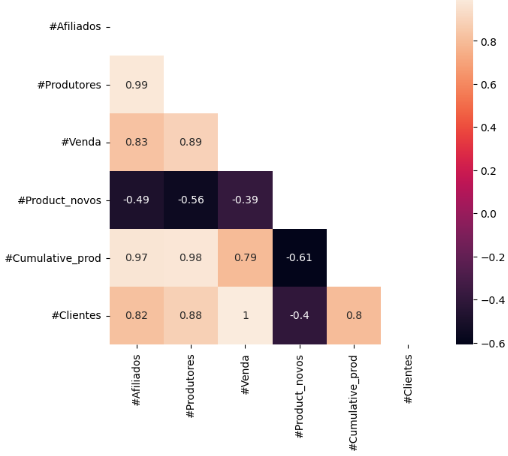 #Afiliados
#Produtores
0.99
#Venda
0.83 0.89
#Product_novos
-0.49 -0.56 -0.39
#Cumulative_prod
0.97 0.98 0.79 -0.61
#Clientes
0.82 0.88 1 -0.4 0.8
#Afiliados
#Produtores
#Venda
#Product_novos
#Cumulative_prod
#Clientes
0.8
0.6
0.4
0.2
0.0
−0.2
−0.4
−0.6